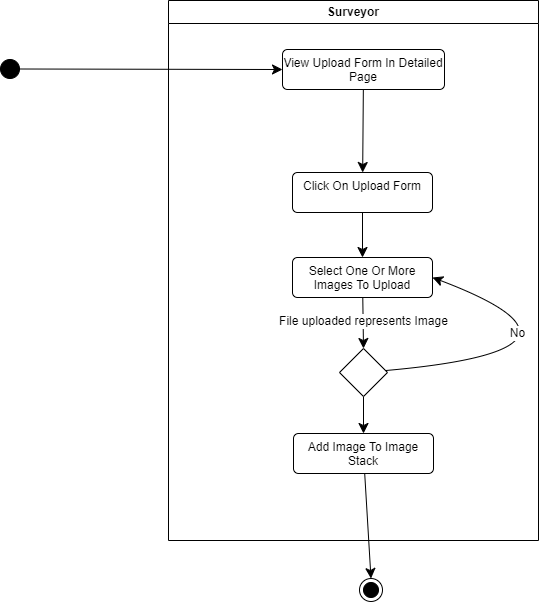 Surveyor
View Upload Form In Detailed
Page
Click On Upload Form
Select One Or More
Images To Upload
File uploaded represents Image
No
Add Image To Image
Stack